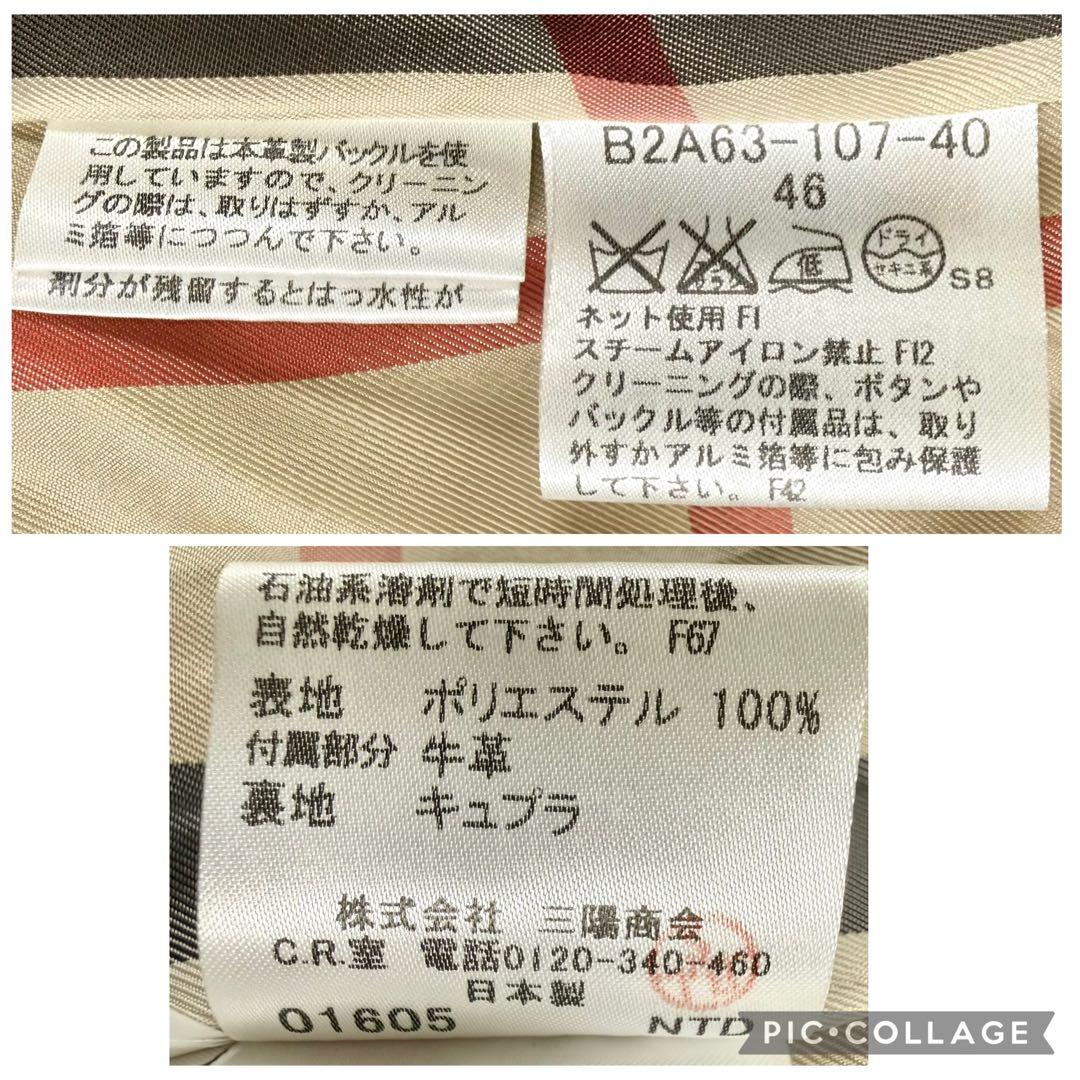 この製品は本革製バックルを使
用していますので、クリーニン
グの際は、取りはずすか、アル
ミ箔等につつんで下さい。
剤分が残留するとはっ水性が
B2A63-107-40
46
エンソ
サラシ
低
ドライ
セキユ系
S8
ネット使用 F1
スチームアイロン禁止 F12
クリーニングの際、ボタンや
バックル等の付属品は、取り
外すかアルミ箔等に包み保護
して下さい。 F42
石油系溶剤で短時間処理後、
自然乾燥して下さい。 F67
表地 ポリエステル 100%
付属部分 牛革
裏地 キュプラ
株式会社 三陽商会
C.R.室 電話0120-340-460
日本製
01605 NTD
PIC•COLLAGE